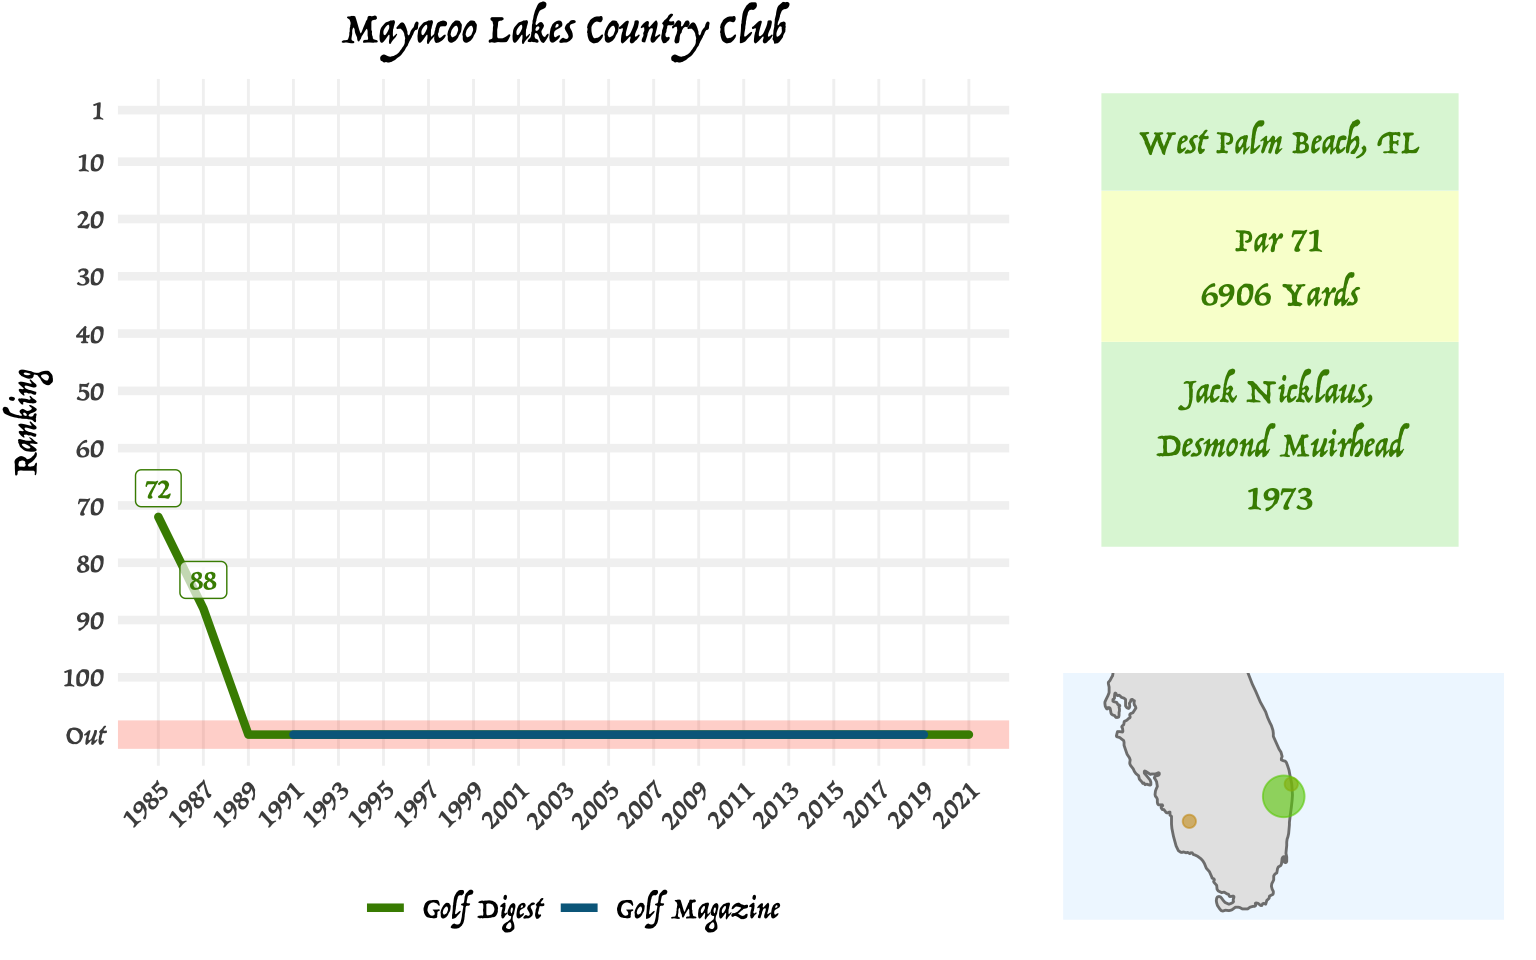 Mayacoo Lakes Country Club
Ranking
1
10
20
30
40
50
60
70
80
90
100
Out
72
88
1985 1987 1989 1991 1993 1995 1997 1999 2001 2003 2005 2007 2009 2011 2013 2015 2017 2019 2021
Golf Digest Golf Magazine
West Palm Beach, FL
Par 71
6906 Yards
Jack Nicklaus,
Desmond Muirhead
1973